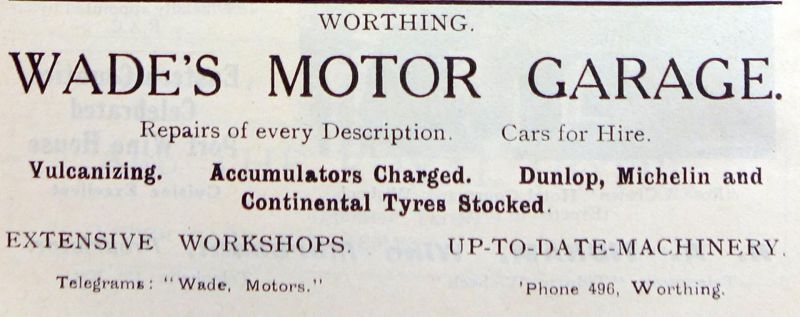 WORTHING.
WADE'S MOTOR GARAGE.
Repairs of every Description. Cars for Hire.
Vulcanizing. Accumulators Charged. Dunlop, Michelin and
Continental Tyres Stocked
EXTENSIVE WORKSHOPS. UP-TO-DATE-MACHINERY.
Telegrams: "Wade, Motors." 'Phone 496, Worthing.